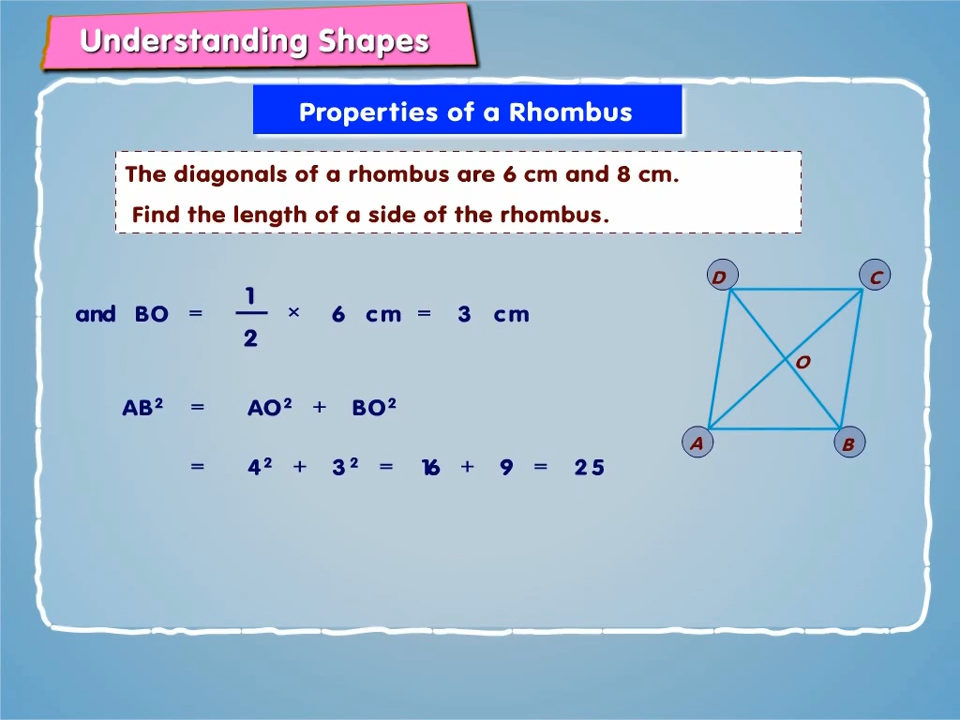 Understanding Shapes
Properties of a Rhombus
The diagonals of a rhombus are 6 cm and 8 cm.
Find the length of a side of the rhombus.
and BO = 1/2 × 6 cm = 3 cm
AB² = AO² + BO²
= 4² + 3² = 16 + 9 = 25
D C
O
A B